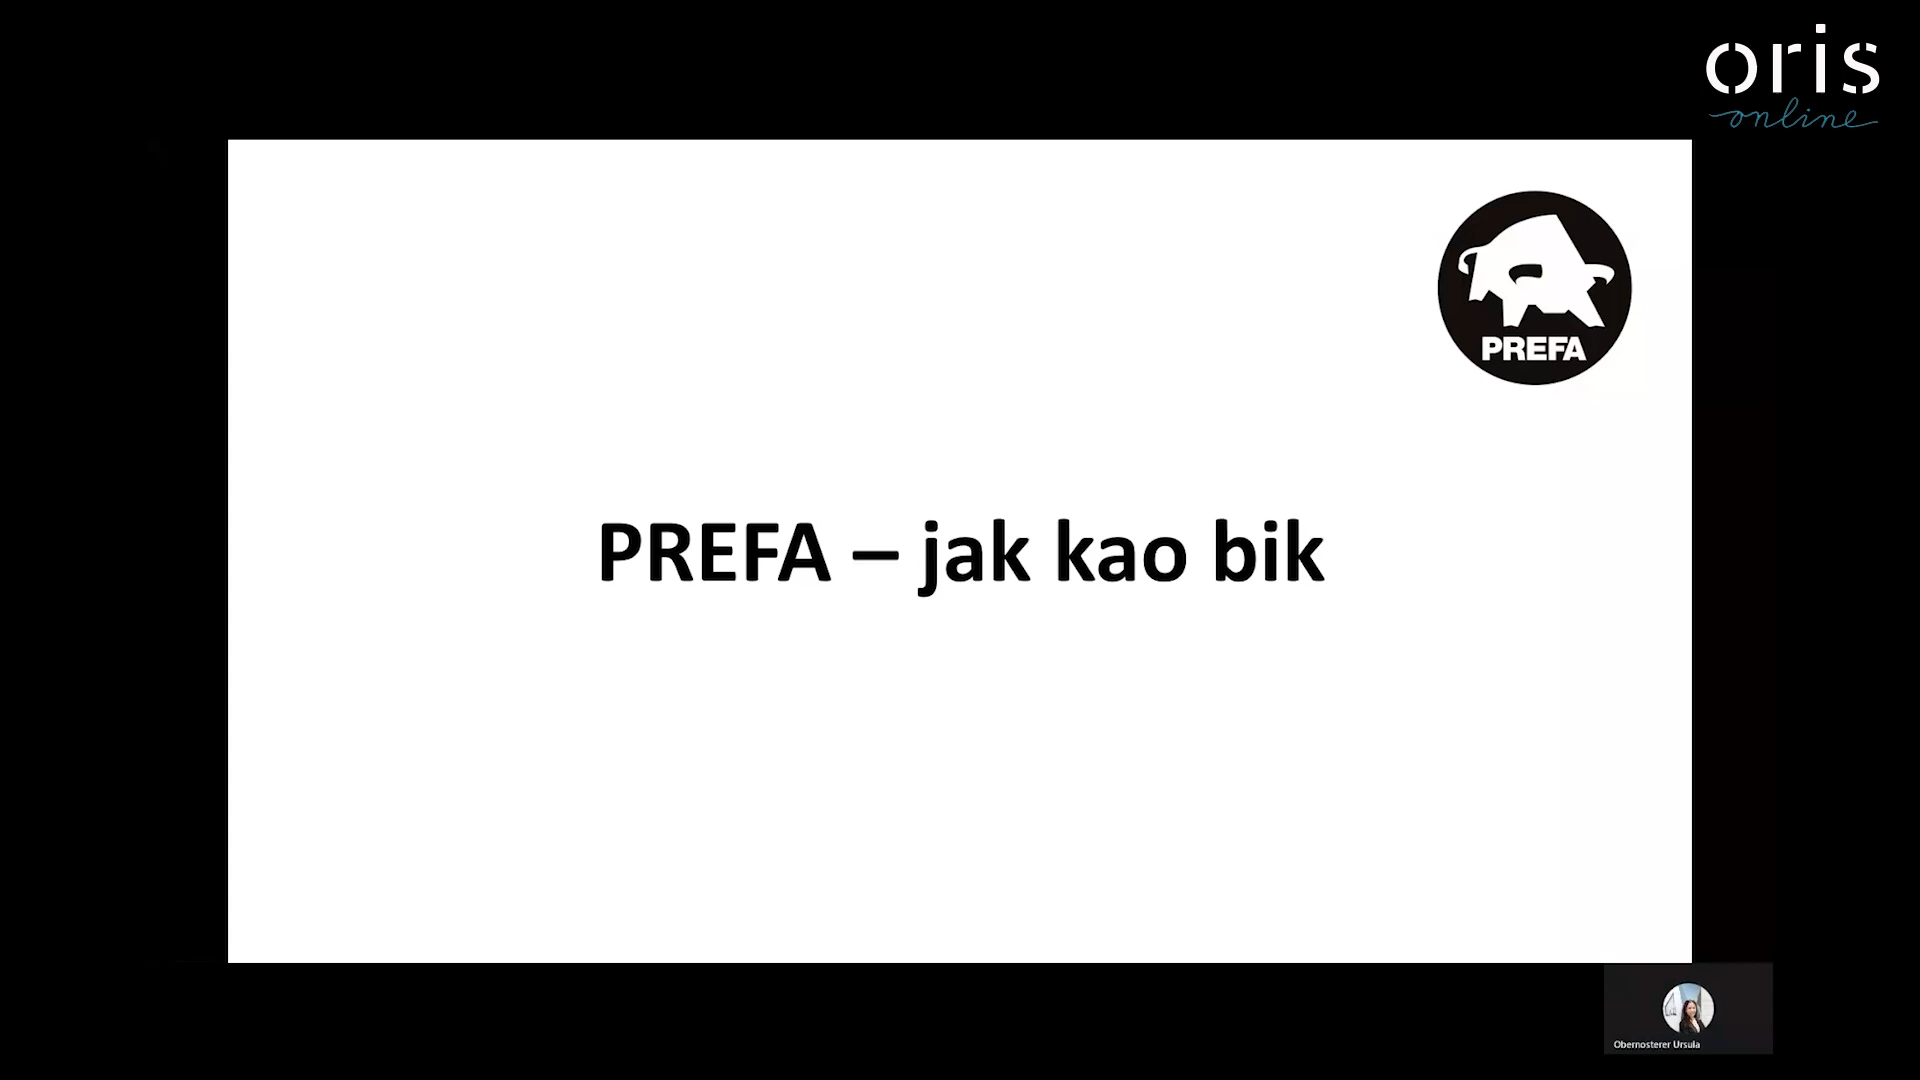 oris
online
PREFA
PREFA – jak kao bik
Obernosterer Ursula